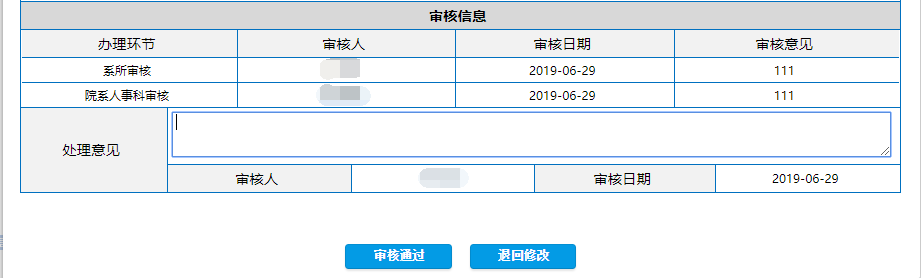 审核信息
办理环节 审核人 审核日期 审核意见
系所审核 2019-06-29 111
院系人事科审核 2019-06-29 111
处理意见
审核人 审核日期 2019-06-29
审核通过 退回修改